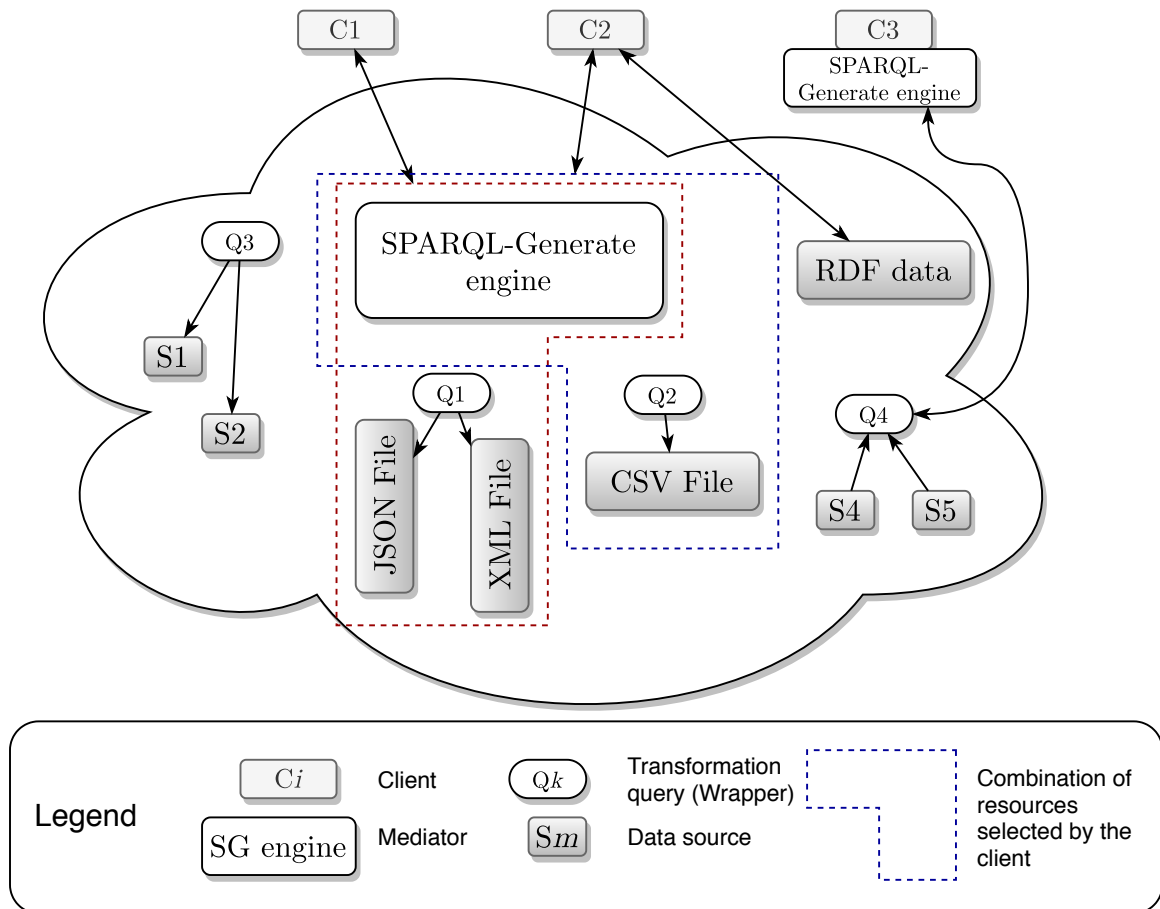 C1
C2
C3
SPARQL-
Generate engine
Q3
SPARQL-Generate
engine
RDF data
S1
S2
Q1
Q2
Q4
JSON File
XML File
CSV File
S4
S5
Legend
Ci
Client
Qk
Transformation
query (Wrapper)
SG engine
Mediator
Sm
Data source
Combination of
resources
selected by the
client